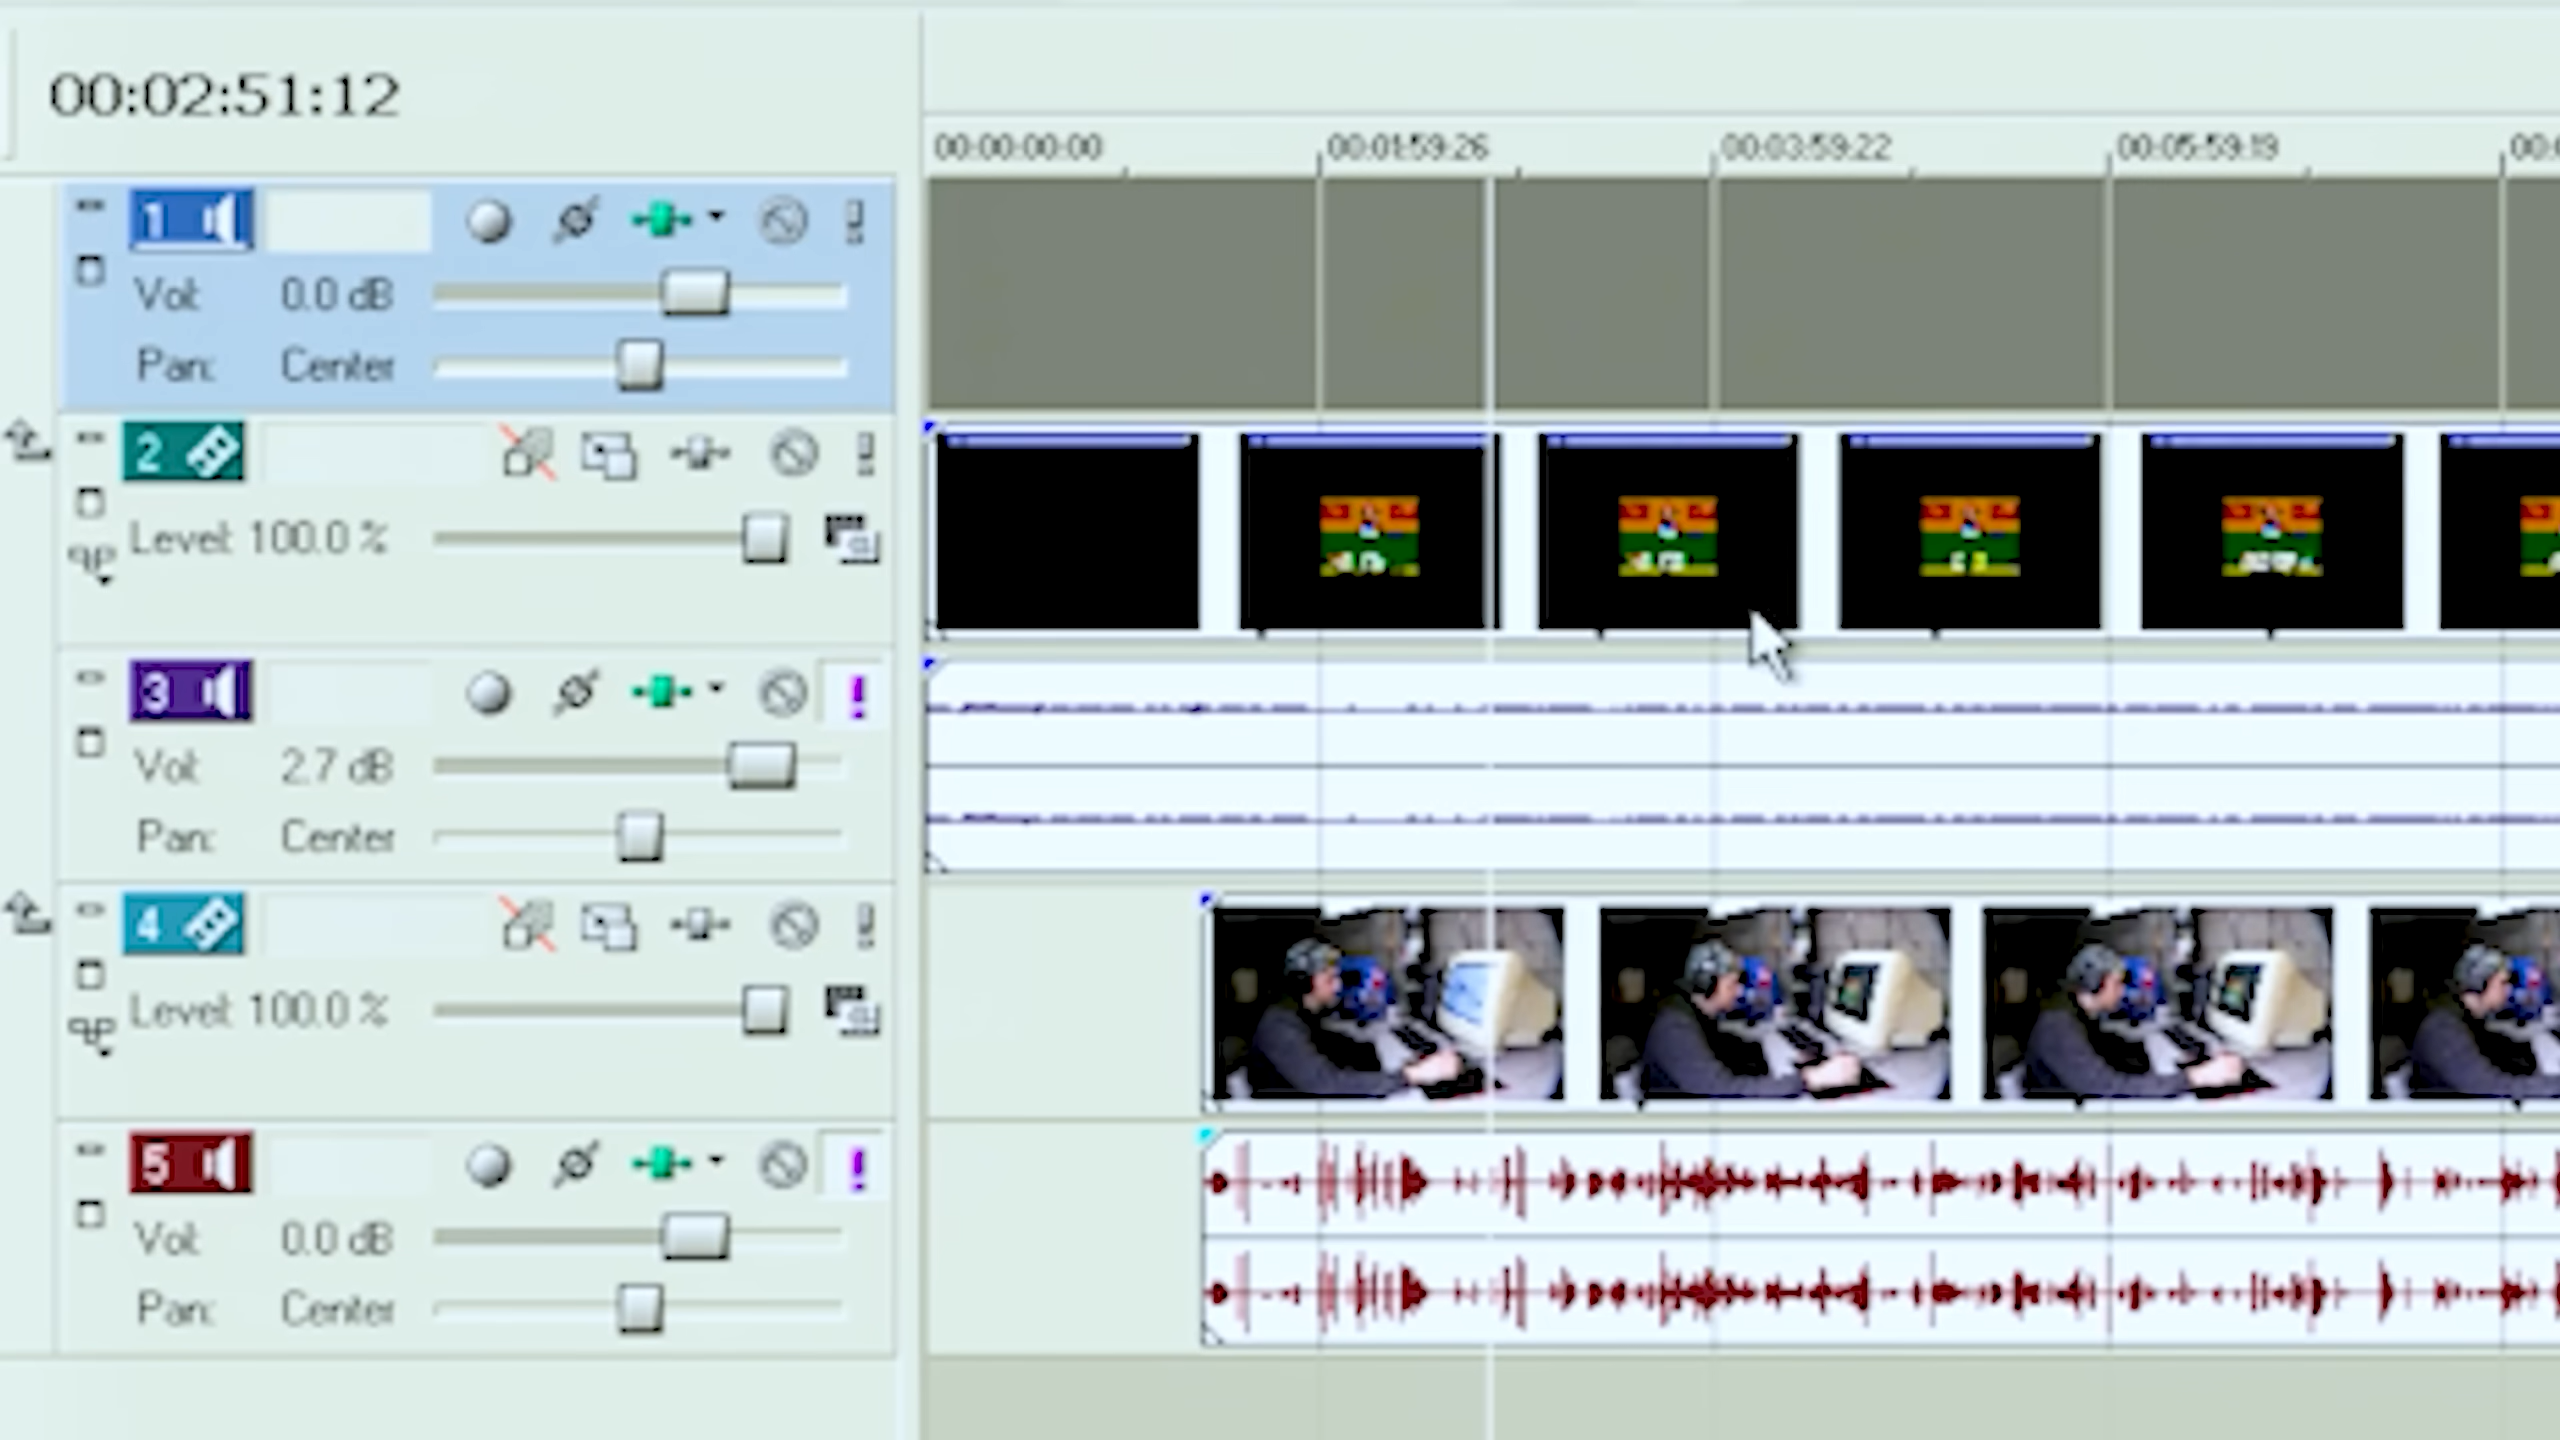 00:02:51:12
00:00:00:00 00:01:59:26 00:03:59:22 00:05:59:19
1
Vol: 0.0 dB
Pan: Center
2
Level: 100.0 %
3
Vol: 2.7 dB
Pan: Center
4
Level: 100.0 %
5
Vol: 0.0 dB
Pan: Center